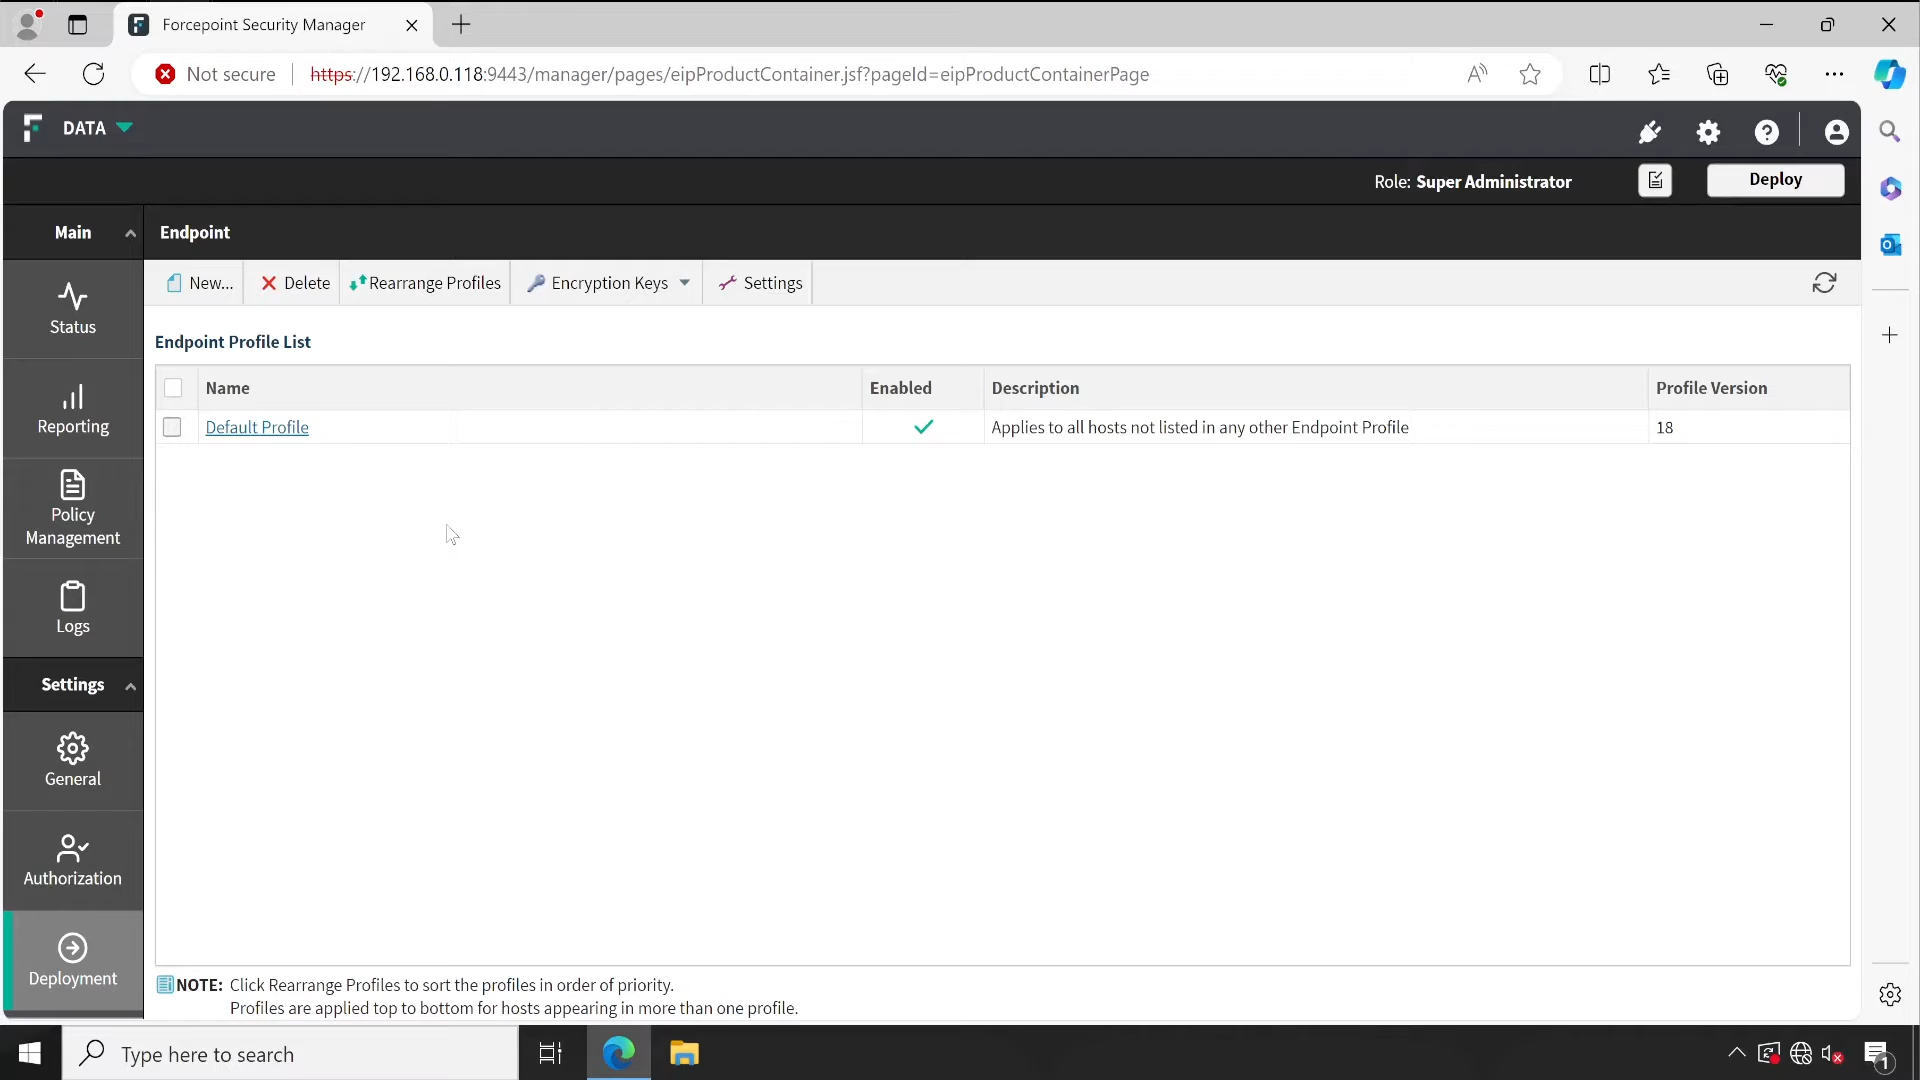 Forcepoint Security Manager
Not secure
https://192.168.0.118:9443/manager/pages/eipProductContainer.jsf?pageId=eipProductContainerPage
DATA
Role: Super Administrator
Deploy
Main
Endpoint
New...
Delete
Rearrange Profiles
Encryption Keys
Settings
Status
Endpoint Profile List
Name
Enabled
Description
Profile Version
Default Profile
Applies to all hosts not listed in any other Endpoint Profile
18
Reporting
Policy
Management
Logs
Settings
General
Authorization
Deployment
NOTE: Click Rearrange Profiles to sort the profiles in order of priority.
Profiles are applied top to bottom for hosts appearing in more than one profile.
Type here to search
1